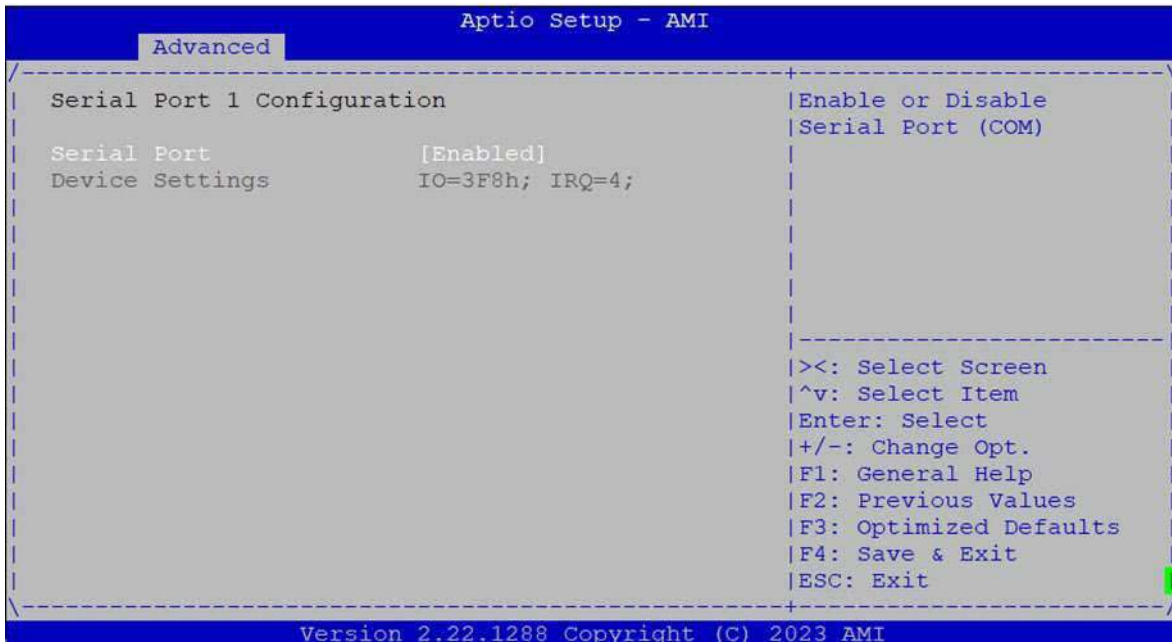 Aptio Setup - AMI
Advanced
Serial Port 1 Configuration
Serial Port [Enabled]
Device Settings IO=3F8h; IRQ=4;
Enable or Disable
Serial Port (COM)
><: Select Screen
^v: Select Item
Enter: Select
+/-: Change Opt.
F1: General Help
F2: Previous Values
F3: Optimized Defaults
F4: Save & Exit
ESC: Exit
Version 2.22.1288 Copyright (C) 2023 AMI